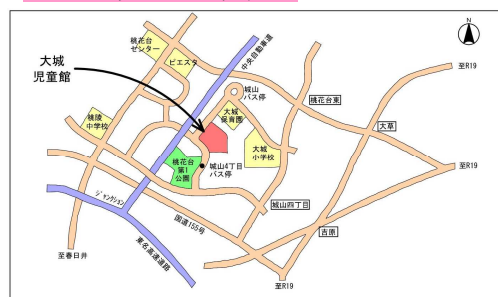 大城
児童館
桃花台
センター
ピエスタ
桃陵
中学校
中央自動車道
城山
バス停
大城
保育園
大城
小学校
桃花台
第1
公園
城山4丁目
バス停
桃花台東
大草
至R19
至R19
城山四丁目
吉原
至R19
ジャンクション
国道155号
東名高速道路
至春日井
N